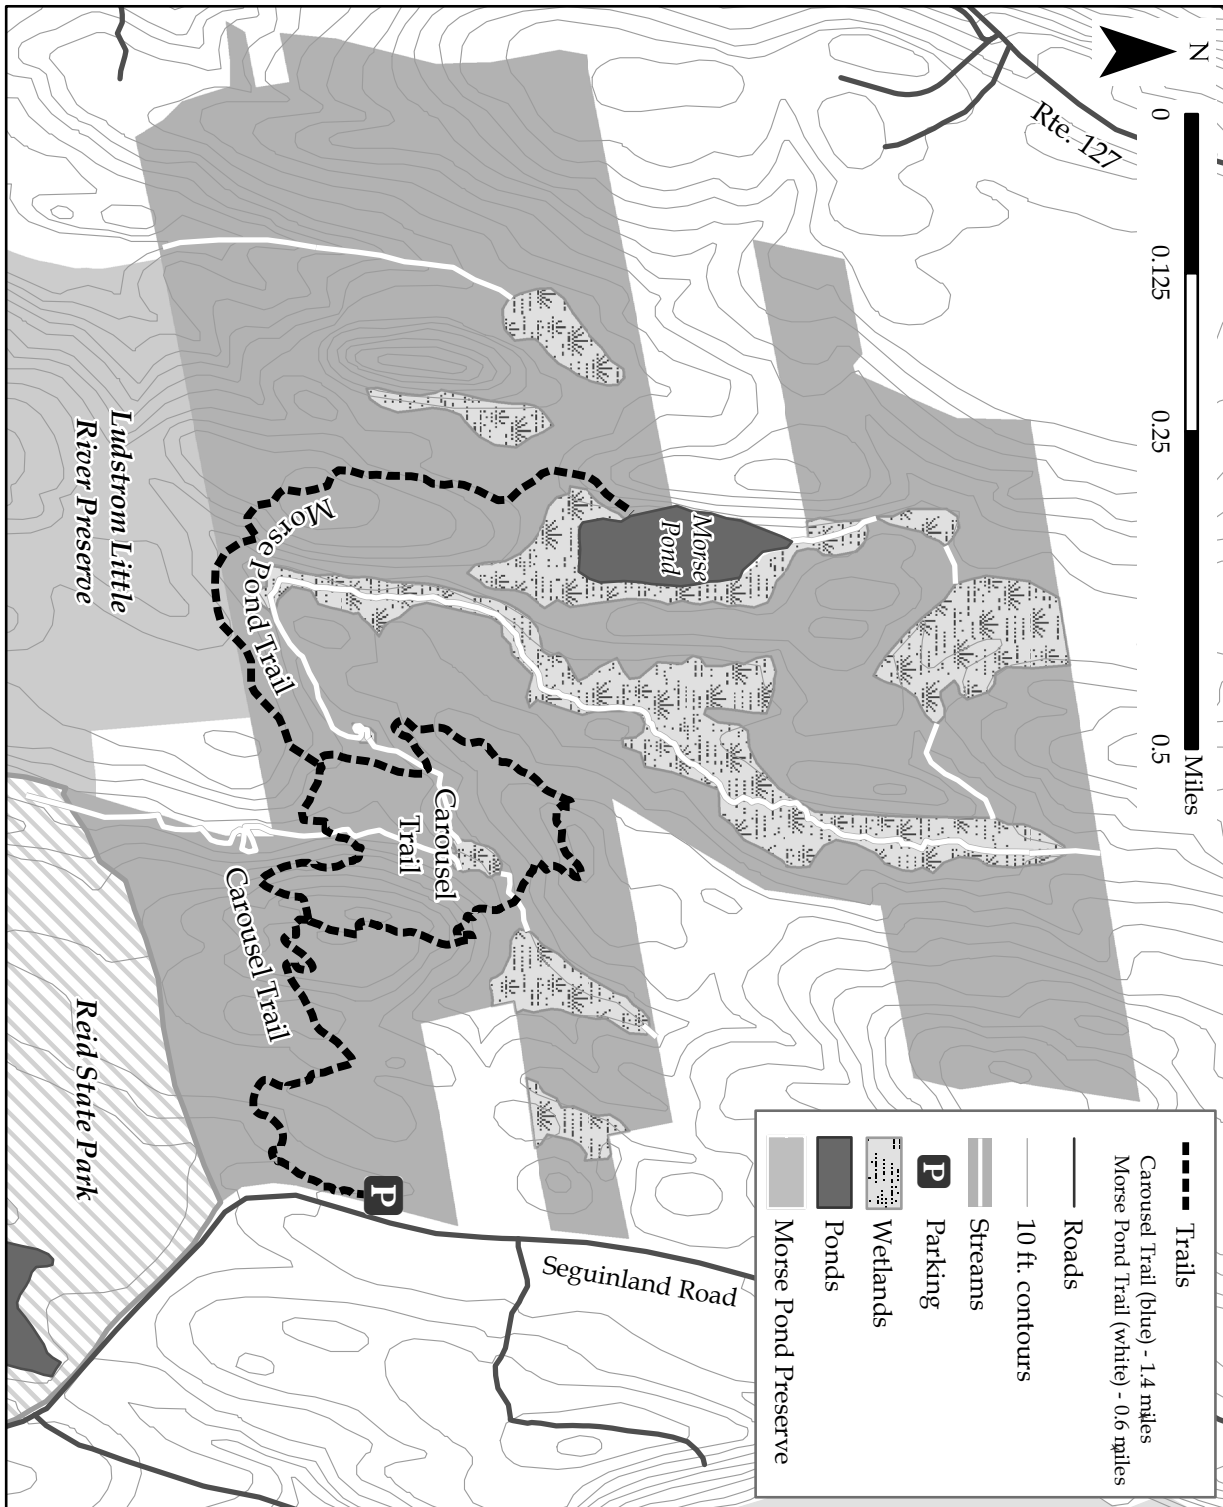 N
0
0.125
0.25
0.5
Miles
Rte. 127
Morse
Pond
Ludstrom Little
River Preserve
Morse Pond Trail
Carousel
Trail
Carousel Trail
Reid State Park
P
Seguinland Road
Trails
Carousel Trail (blue) - 1.4 miles
Morse Pond Trail (white) - 0.6 miles
Roads
10 ft. contours
Streams
P
Parking
Wetlands
Ponds
Morse Pond Preserve